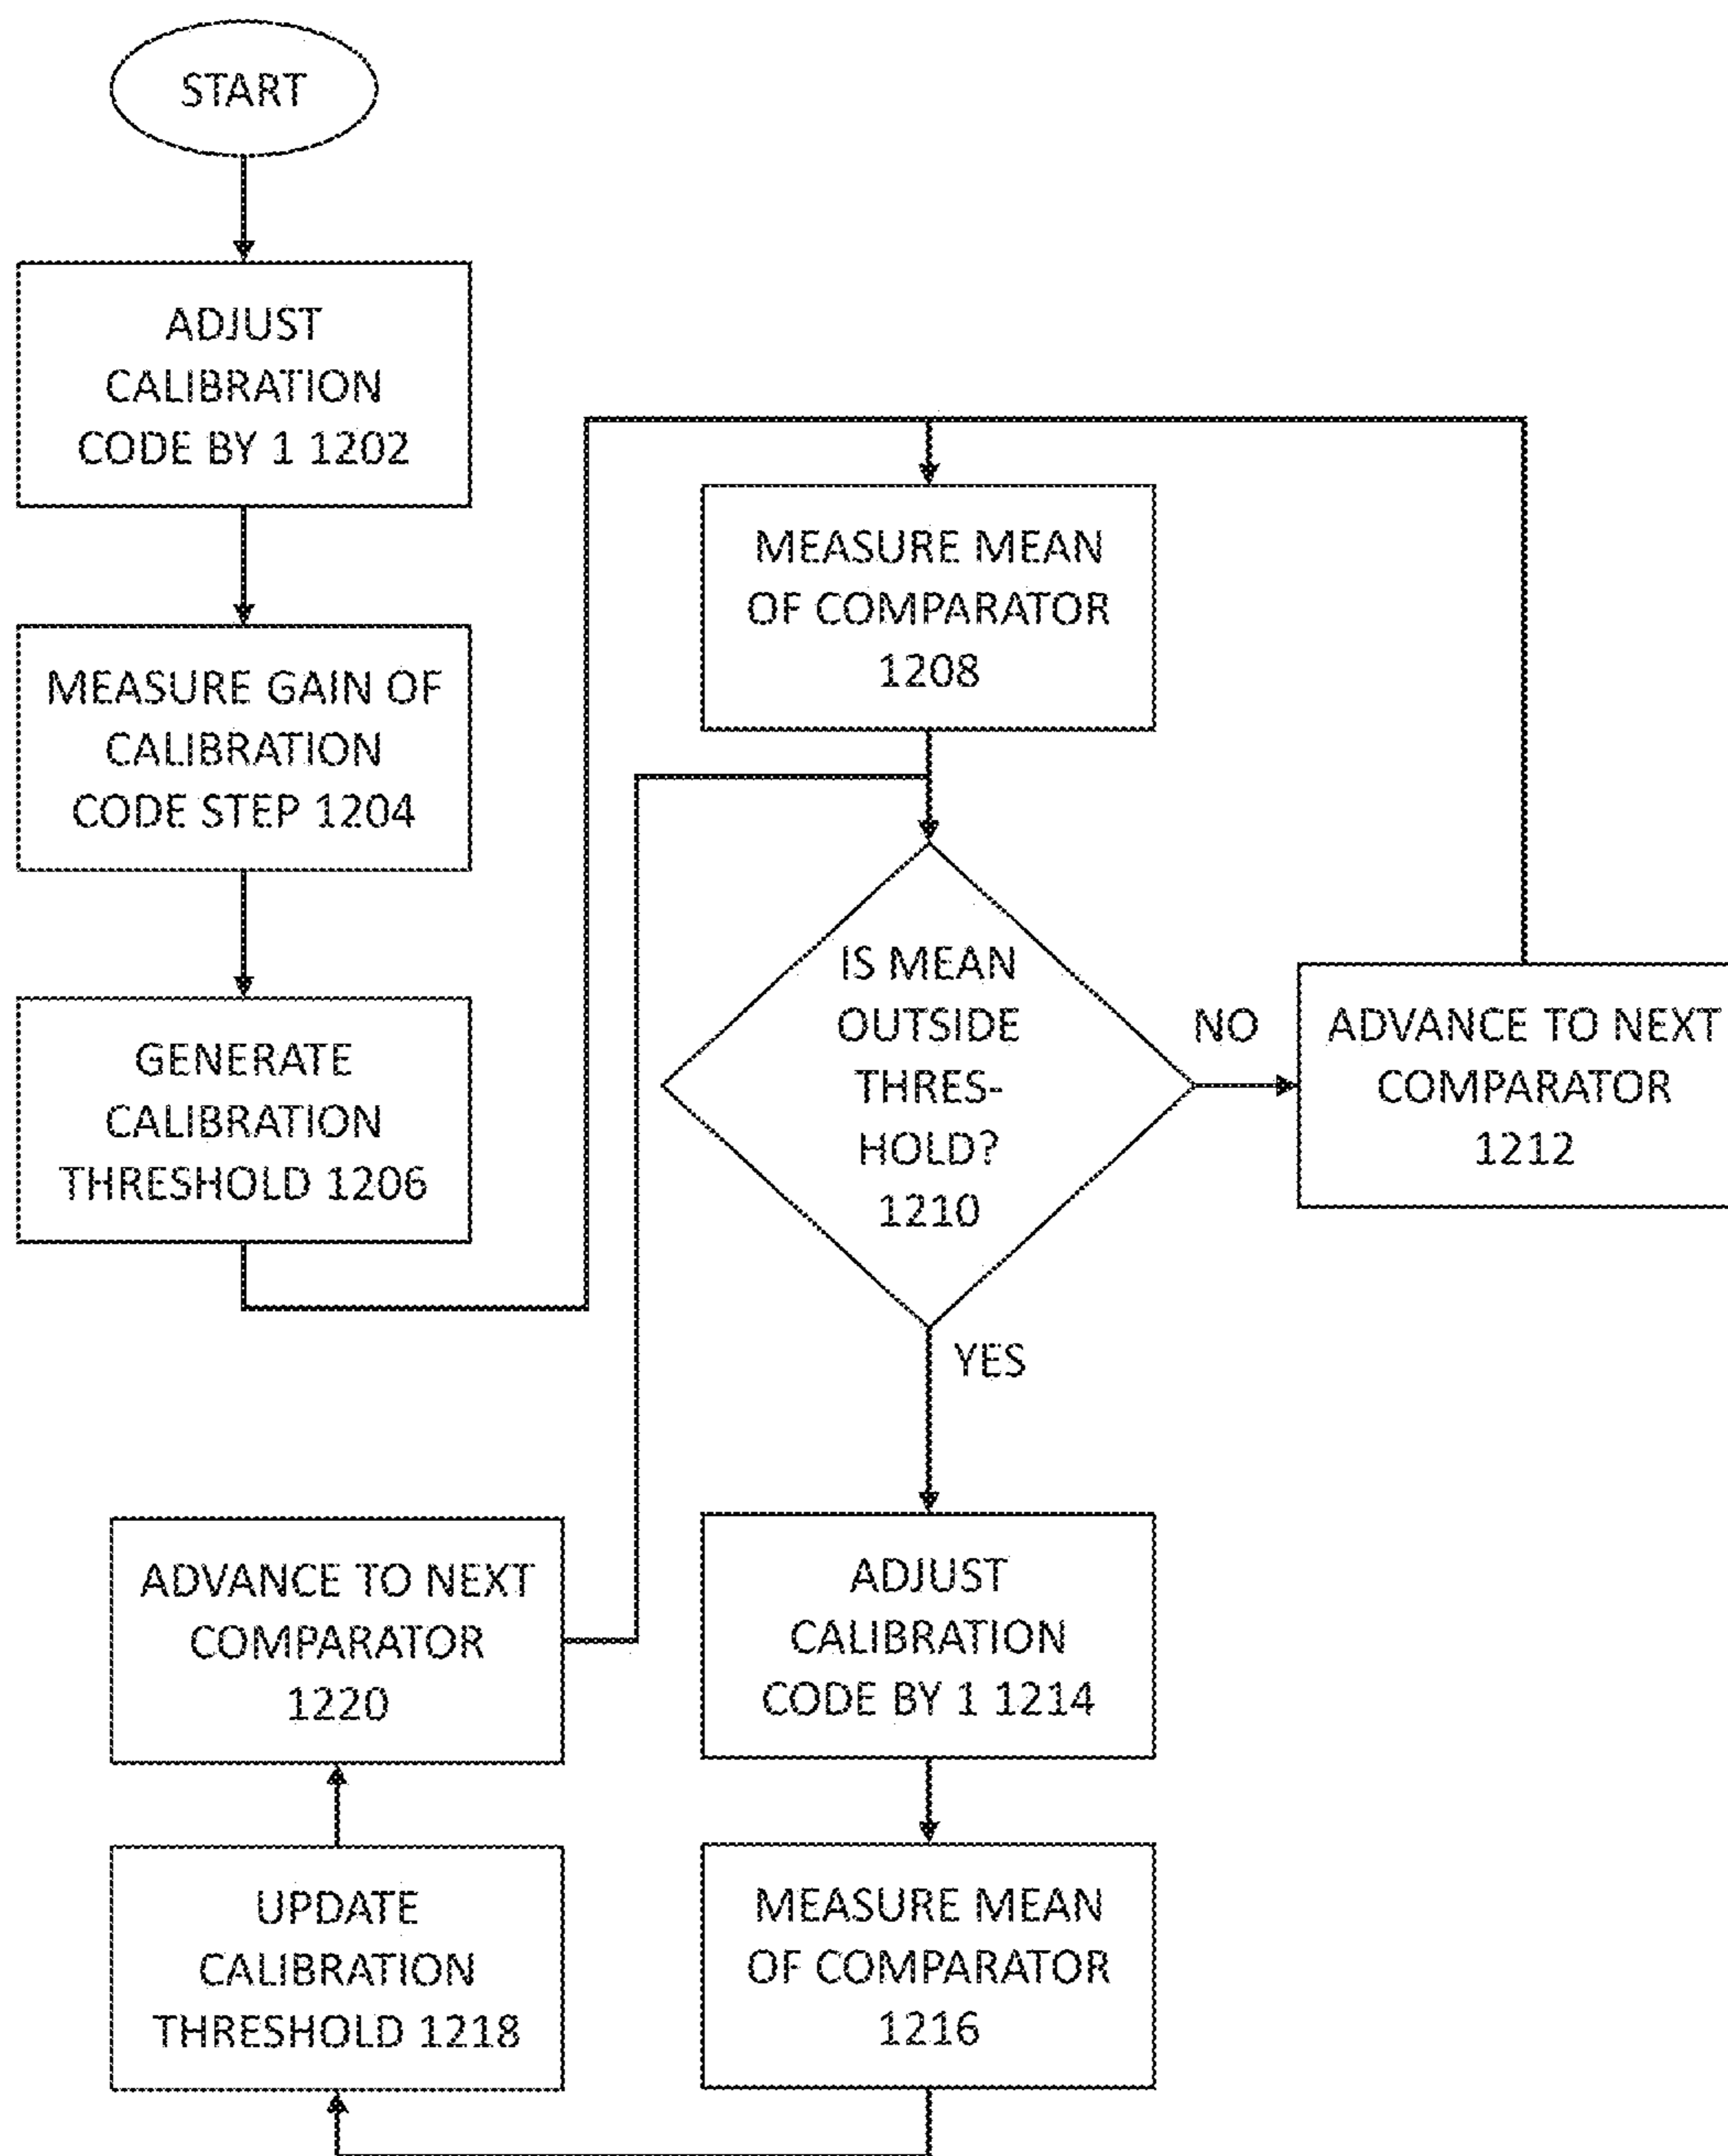 START
ADJUST
CALIBRATION
CODE BY 1 1202
MEASURE GAIN OF
CALIBRATION
CODE STEP 1204
GENERATE
CALIBRATION
THRESHOLD 1206
MEASURE MEAN
OF COMPARATOR
1208
IS MEAN
OUTSIDE
THRES-
HOLD?
1210
NO
ADVANCE TO NEXT
COMPARATOR
1212
YES
ADJUST
CALIBRATION
CODE BY 1 1214
MEASURE MEAN
OF COMPARATOR
1216
UPDATE
CALIBRATION
THRESHOLD 1218
ADVANCE TO NEXT
COMPARATOR
1220